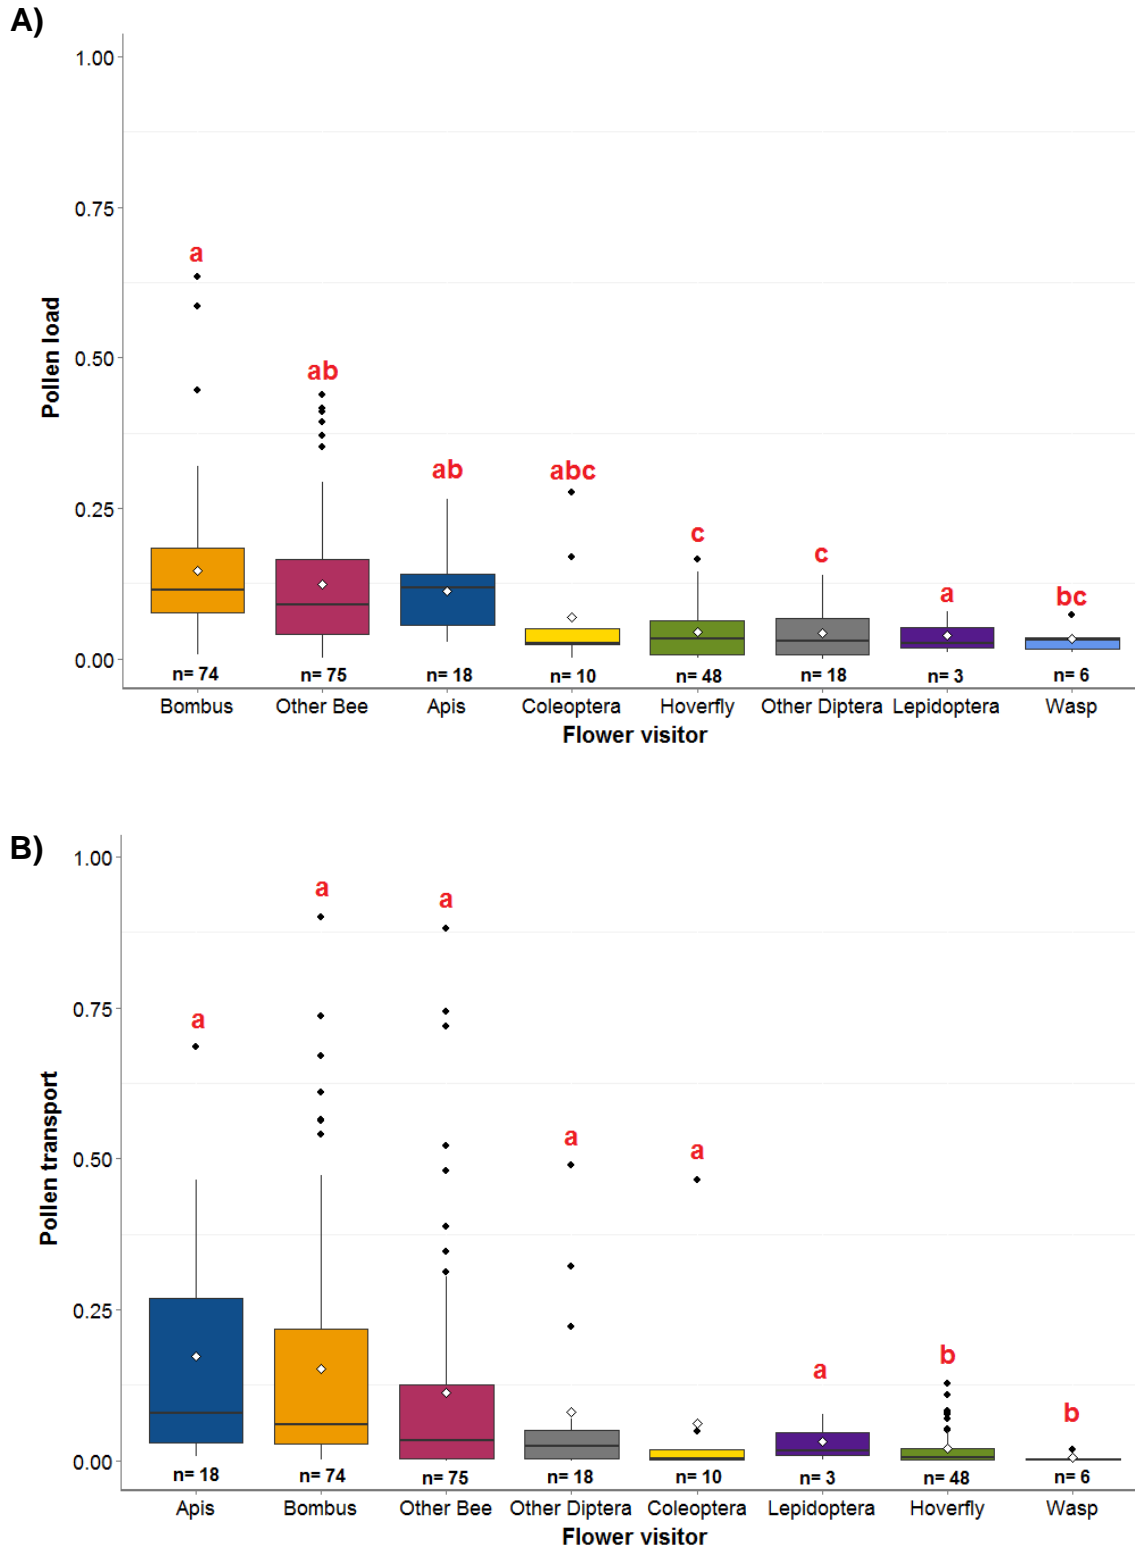 A)
1.00
0.75
0.50
0.25
0.00
Pollen load
a
ab
ab
abc
c
c
a
bc
n= 74 n= 75 n= 18 n= 10 n= 48 n= 18 n= 3 n= 6
Bombus Other Bee Apis Coleoptera Hoverfly Other Diptera Lepidoptera Wasp
Flower visitor
B)
1.00
0.75
0.50
0.25
0.00
Pollen transport
a
a
a
a
a
a
b
b
n= 18 n= 74 n= 75 n= 18 n= 10 n= 3 n= 48 n= 6
Apis Bombus Other Bee Other Diptera Coleoptera Lepidoptera Hoverfly Wasp
Flower visitor